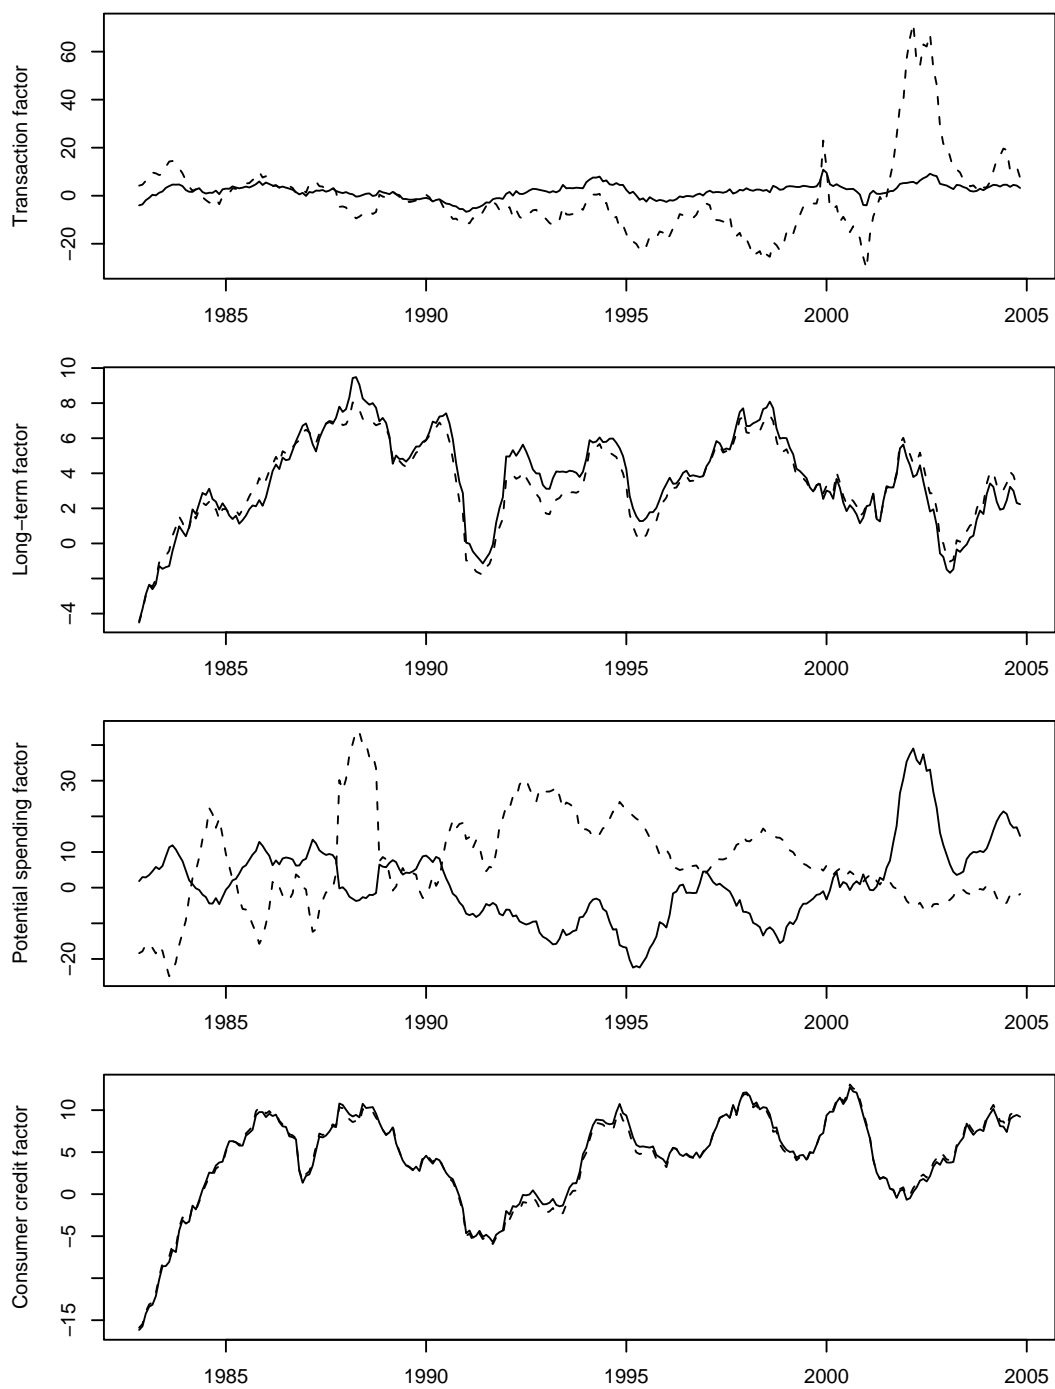 Transaction factor
60
40
20
0
−20
1985 1990 1995 2000 2005
Long−term factor
10
8
6
4
2
0
−4
1985 1990 1995 2000 2005
Potential spending factor
30
10
0
−20
1985 1990 1995 2000 2005
Consumer credit factor
10
5
0
−5
−15
1985 1990 1995 2000 2005